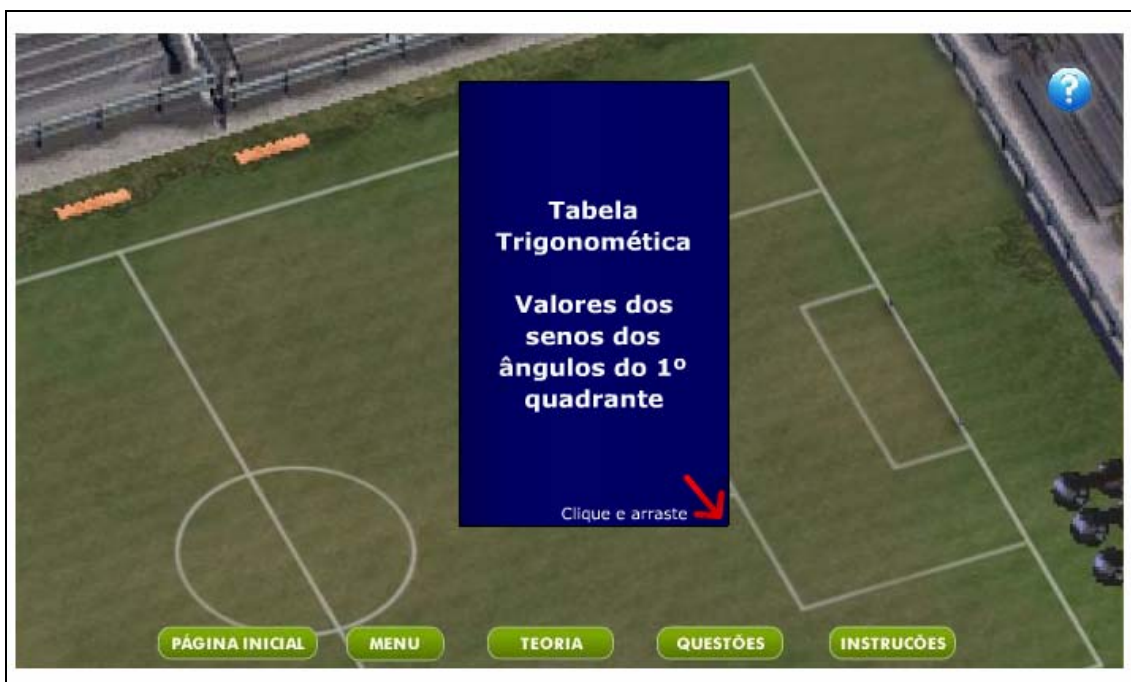 ?
Tabela
Trigonomética
Valores dos
senos dos
ângulos do 1º
quadrante
Clique e arraste
PÁGINA INICIAL
MENU
TEORIA
QUESTÕES
INSTRUCÕES